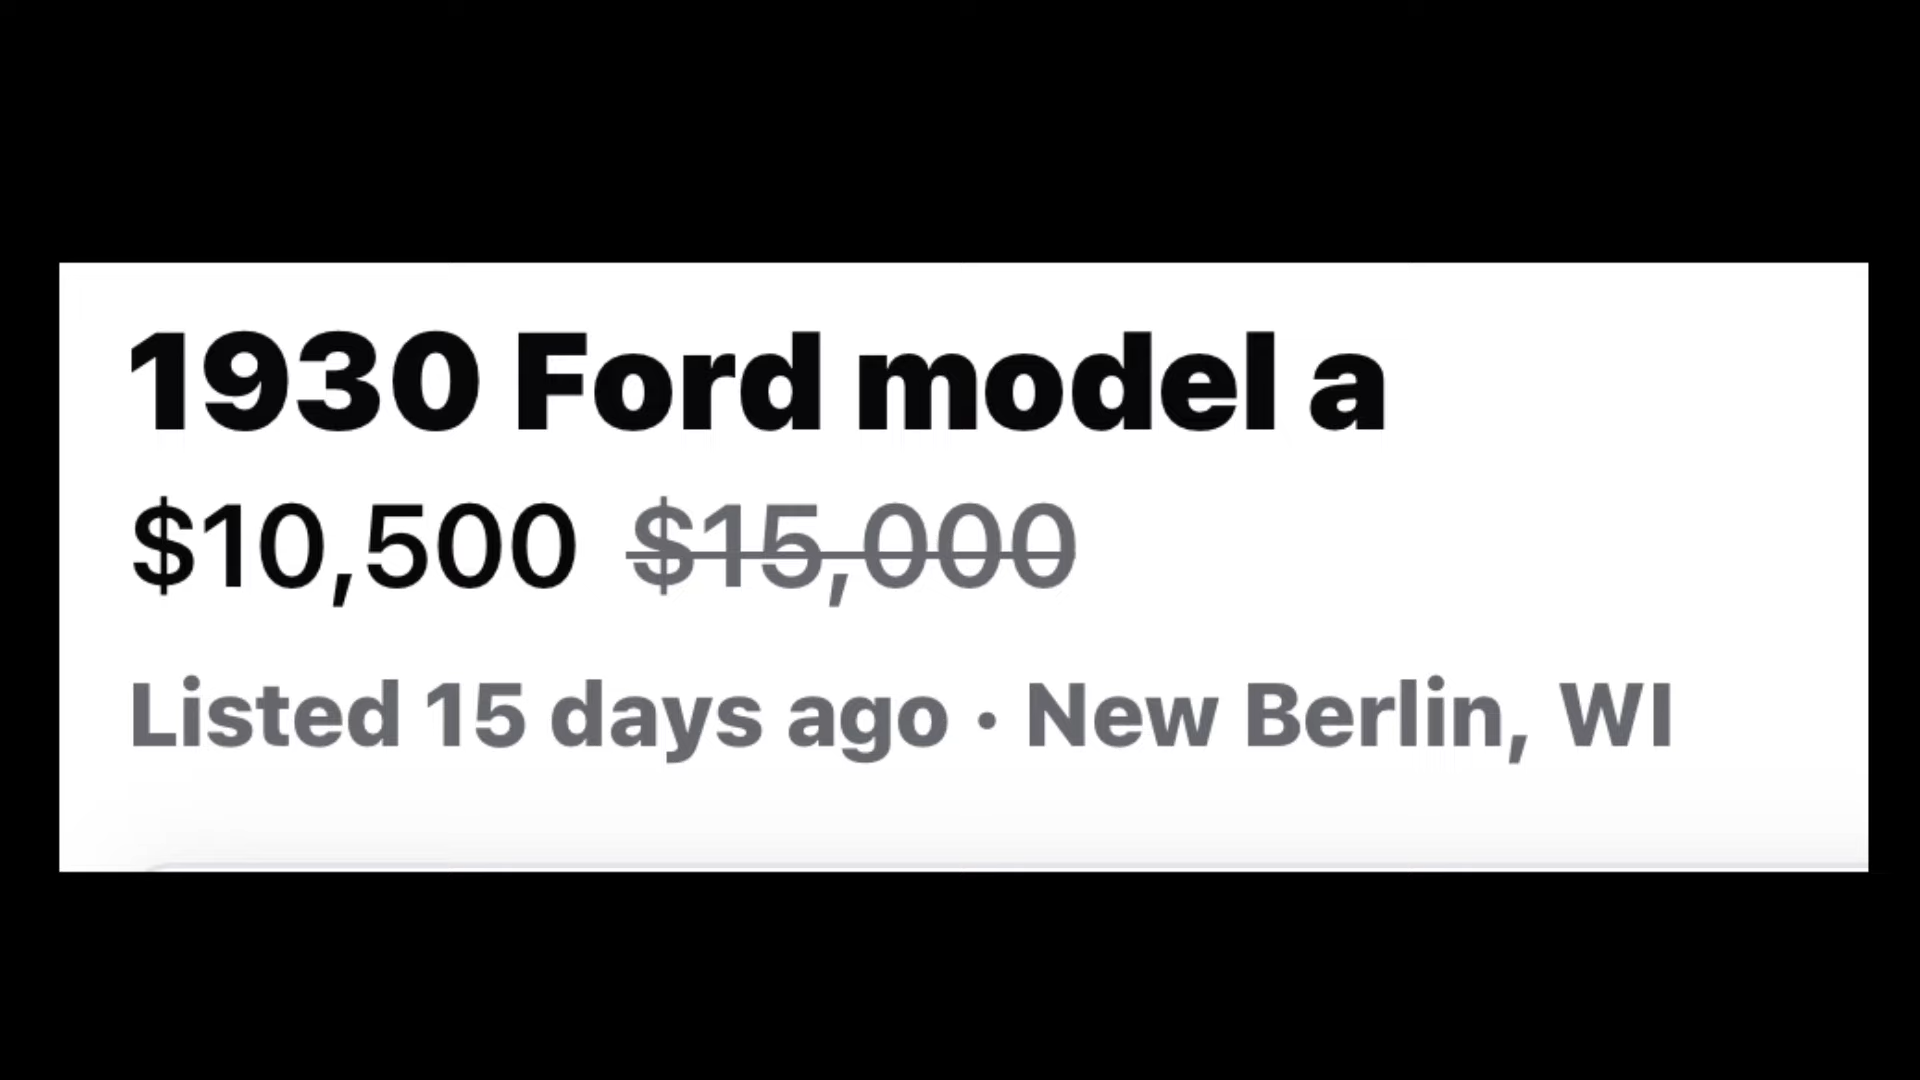 1930 Ford model a
$10,500 $15,000
Listed 15 days ago · New Berlin, WI